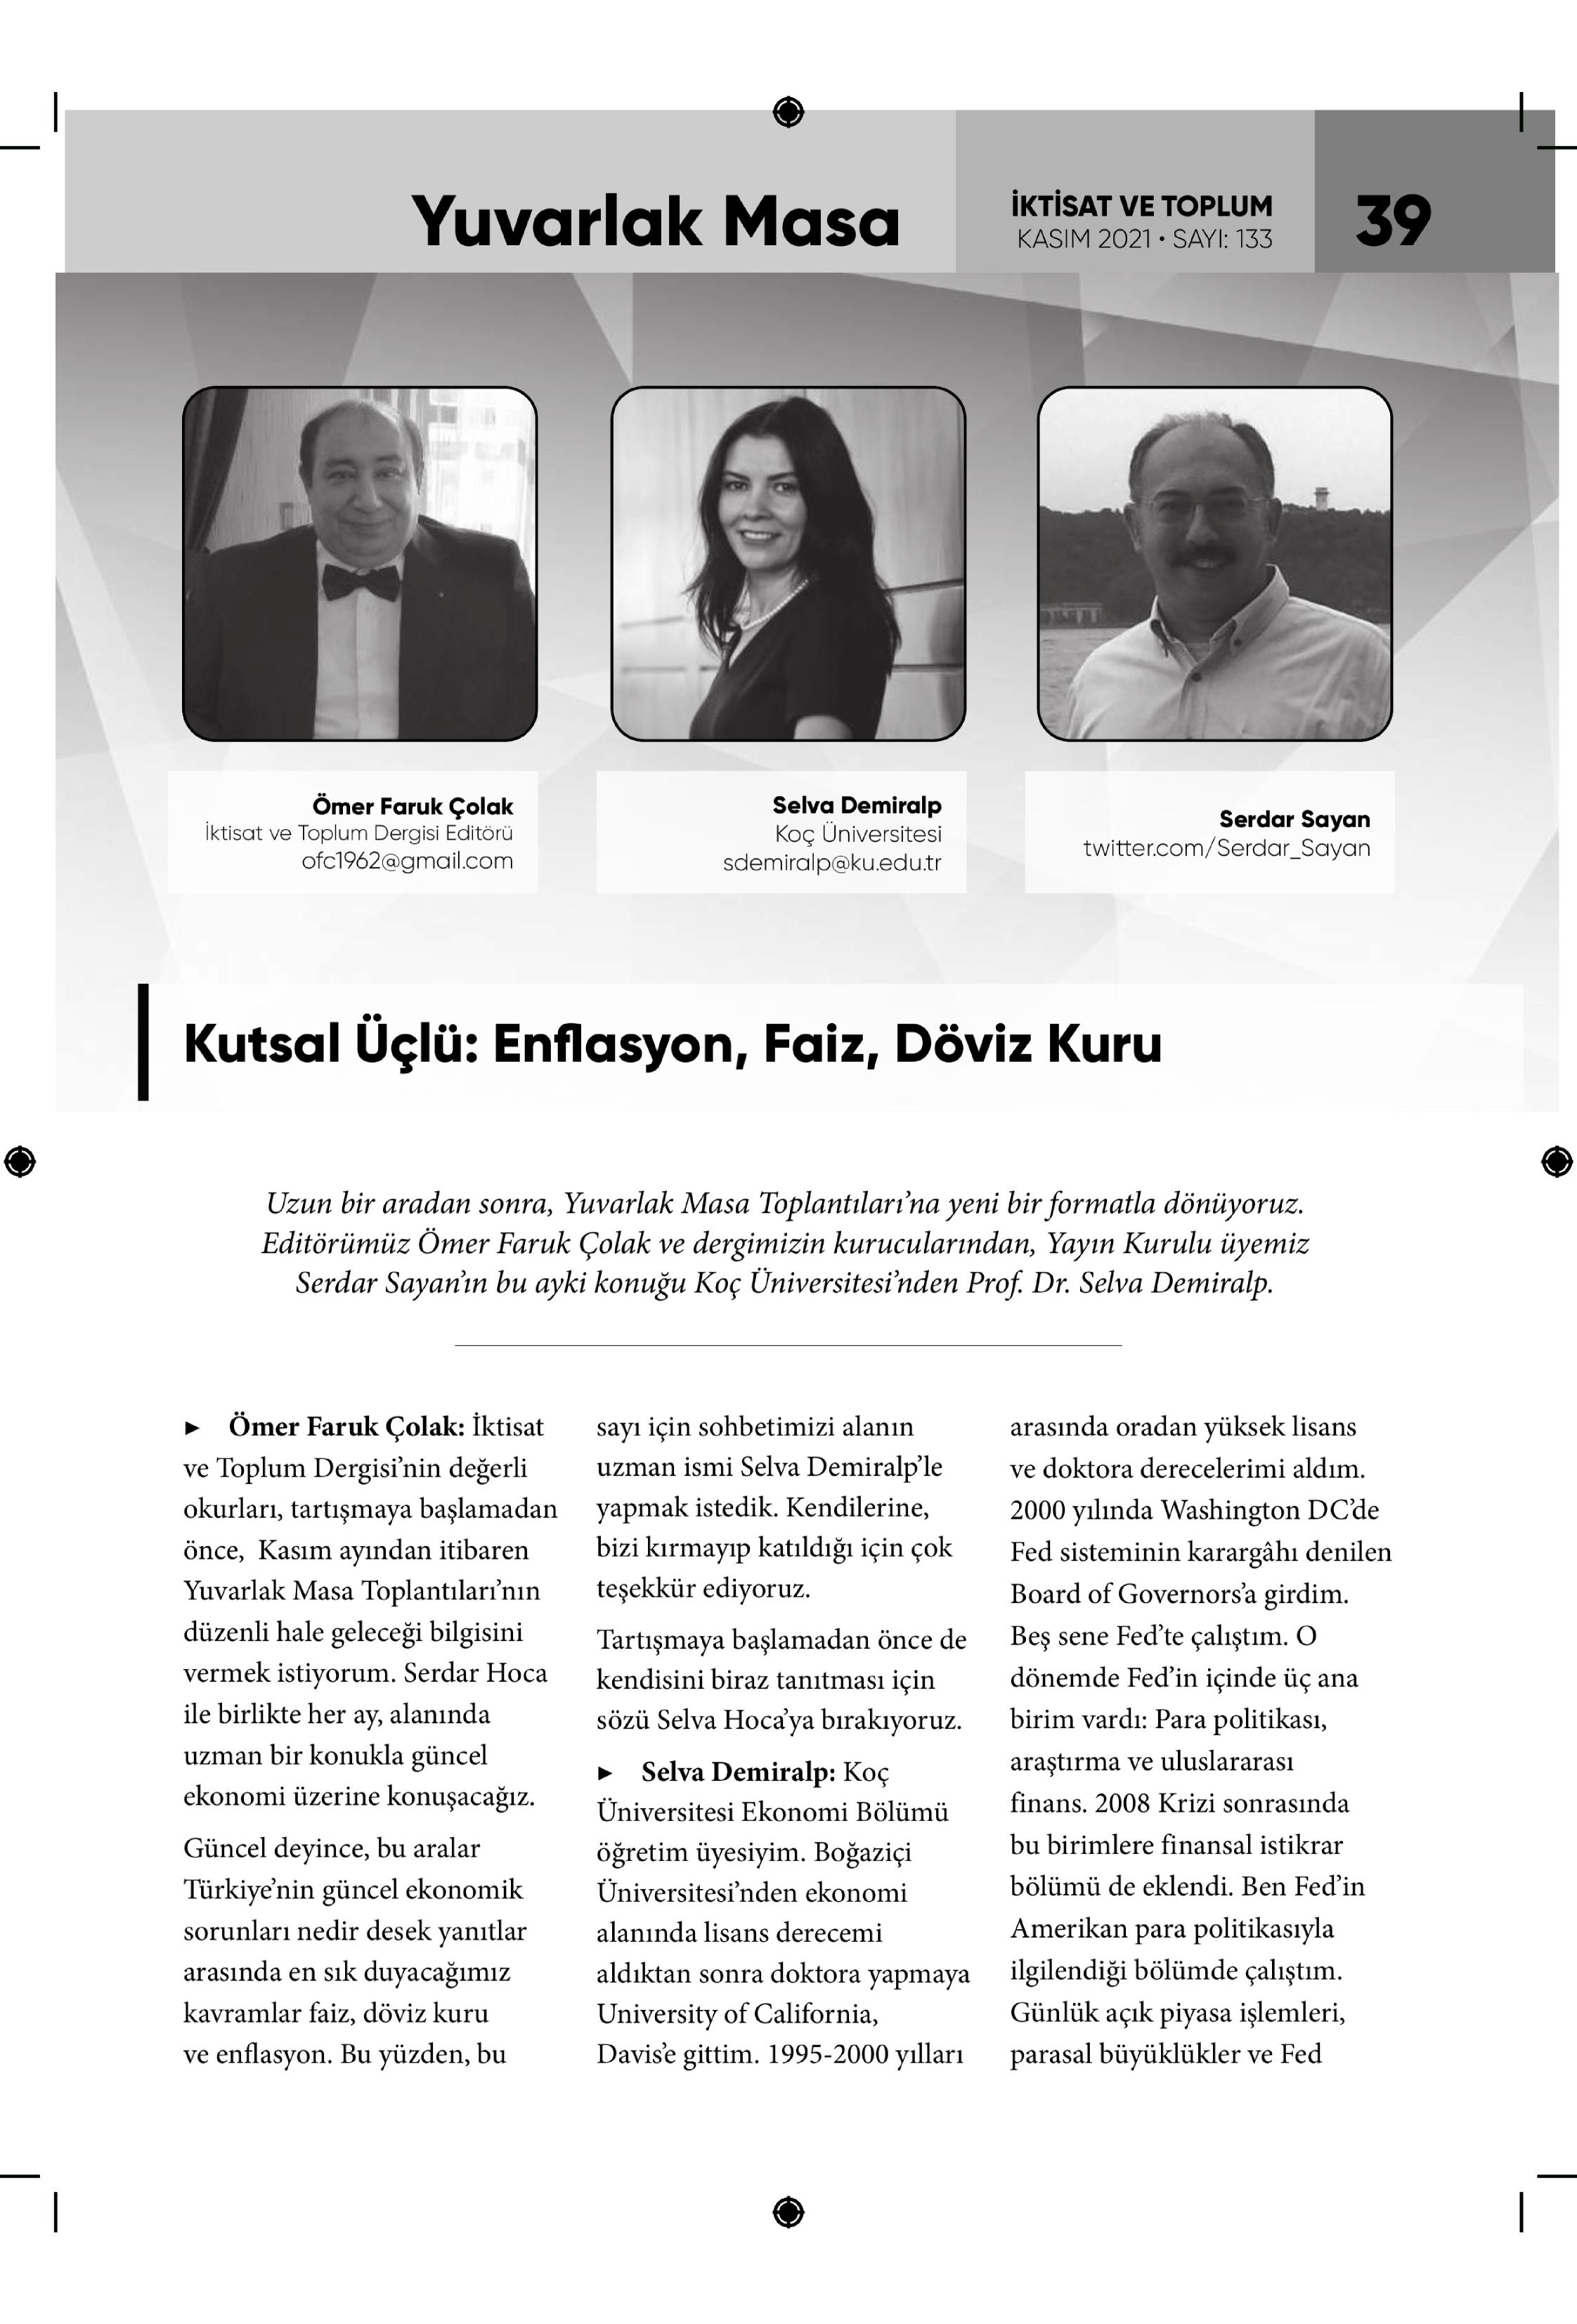 Yuvarlak Masa
İKTİSAT VE TOPLUM
KASIM 2021 • SAYI: 133
39
Ömer Faruk Çolak
İktisat ve Toplum Dergisi Editörü
ofc1962@gmail.com
Selva Demiralp
Koç Üniversitesi
sdemiralp@ku.edu.tr
Serdar Sayan
twitter.com/Serdar_Sayan
Kutsal Üçlü: Enflasyon, Faiz, Döviz Kuru
Uzun bir aradan sonra, Yuvarlak Masa Toplantıları’na yeni bir formatla dönüyoruz.
Editörümüz Ömer Faruk Çolak ve dergimizin kurucularından, Yayın Kurulu üyemiz
Serdar Sayan’ın bu ayki konuğu Koç Üniversitesi’nden Prof. Dr. Selva Demiralp.
► Ömer Faruk Çolak: İktisat
ve Toplum Dergisi’nin değerli
okurları, tartışmaya başlamadan
önce, Kasım ayından itibaren
Yuvarlak Masa Toplantıları’nın
düzenli hale geleceği bilgisini
vermek istiyorum. Serdar Hoca
ile birlikte her ay, alanında
uzman bir konukla güncel
ekonomi üzerine konuşacağız.
Güncel deyince, bu aralar
Türkiye’nin güncel ekonomik
sorunları nedir desek yanıtlar
arasında en sık duyacağımız
kavramlar faiz, döviz kuru
ve enflasyon. Bu yüzden, bu
sayı için sohbetimizi alanın
uzman ismi Selva Demiralp’le
yapmak istedik. Kendilerine,
bizi kırmayıp katıldığı için çok
teşekkür ediyoruz.
Tartışmaya başlamadan önce de
kendisini biraz tanıtması için
sözü Selva Hoca’ya bırakıyoruz.
► Selva Demiralp: Koç
Üniversitesi Ekonomi Bölümü
öğretim üyesiyim. Boğaziçi
Üniversitesi’nden ekonomi
alanında lisans derecemi
aldıktan sonra doktora yapmaya
University of California,
Davis’e gittim. 1995-2000 yılları
arasında oradan yüksek lisans
ve doktora derecelerimi aldım.
2000 yılında Washington DC’de
Fed sisteminin karargâhı denilen
Board of Governors’a girdim.
Beş sene Fed’te çalıştım. O
dönemde Fed’in içinde üç ana
birim vardı: Para politikası,
araştırma ve uluslararası
finans. 2008 Krizi sonrasında
bu birimlere finansal istikrar
bölümü de eklendi. Ben Fed’in
Amerikan para politikasıyla
ilgilendiği bölümde çalıştım.
Günlük açık piyasa işlemleri,
parasal büyüklükler ve Fed